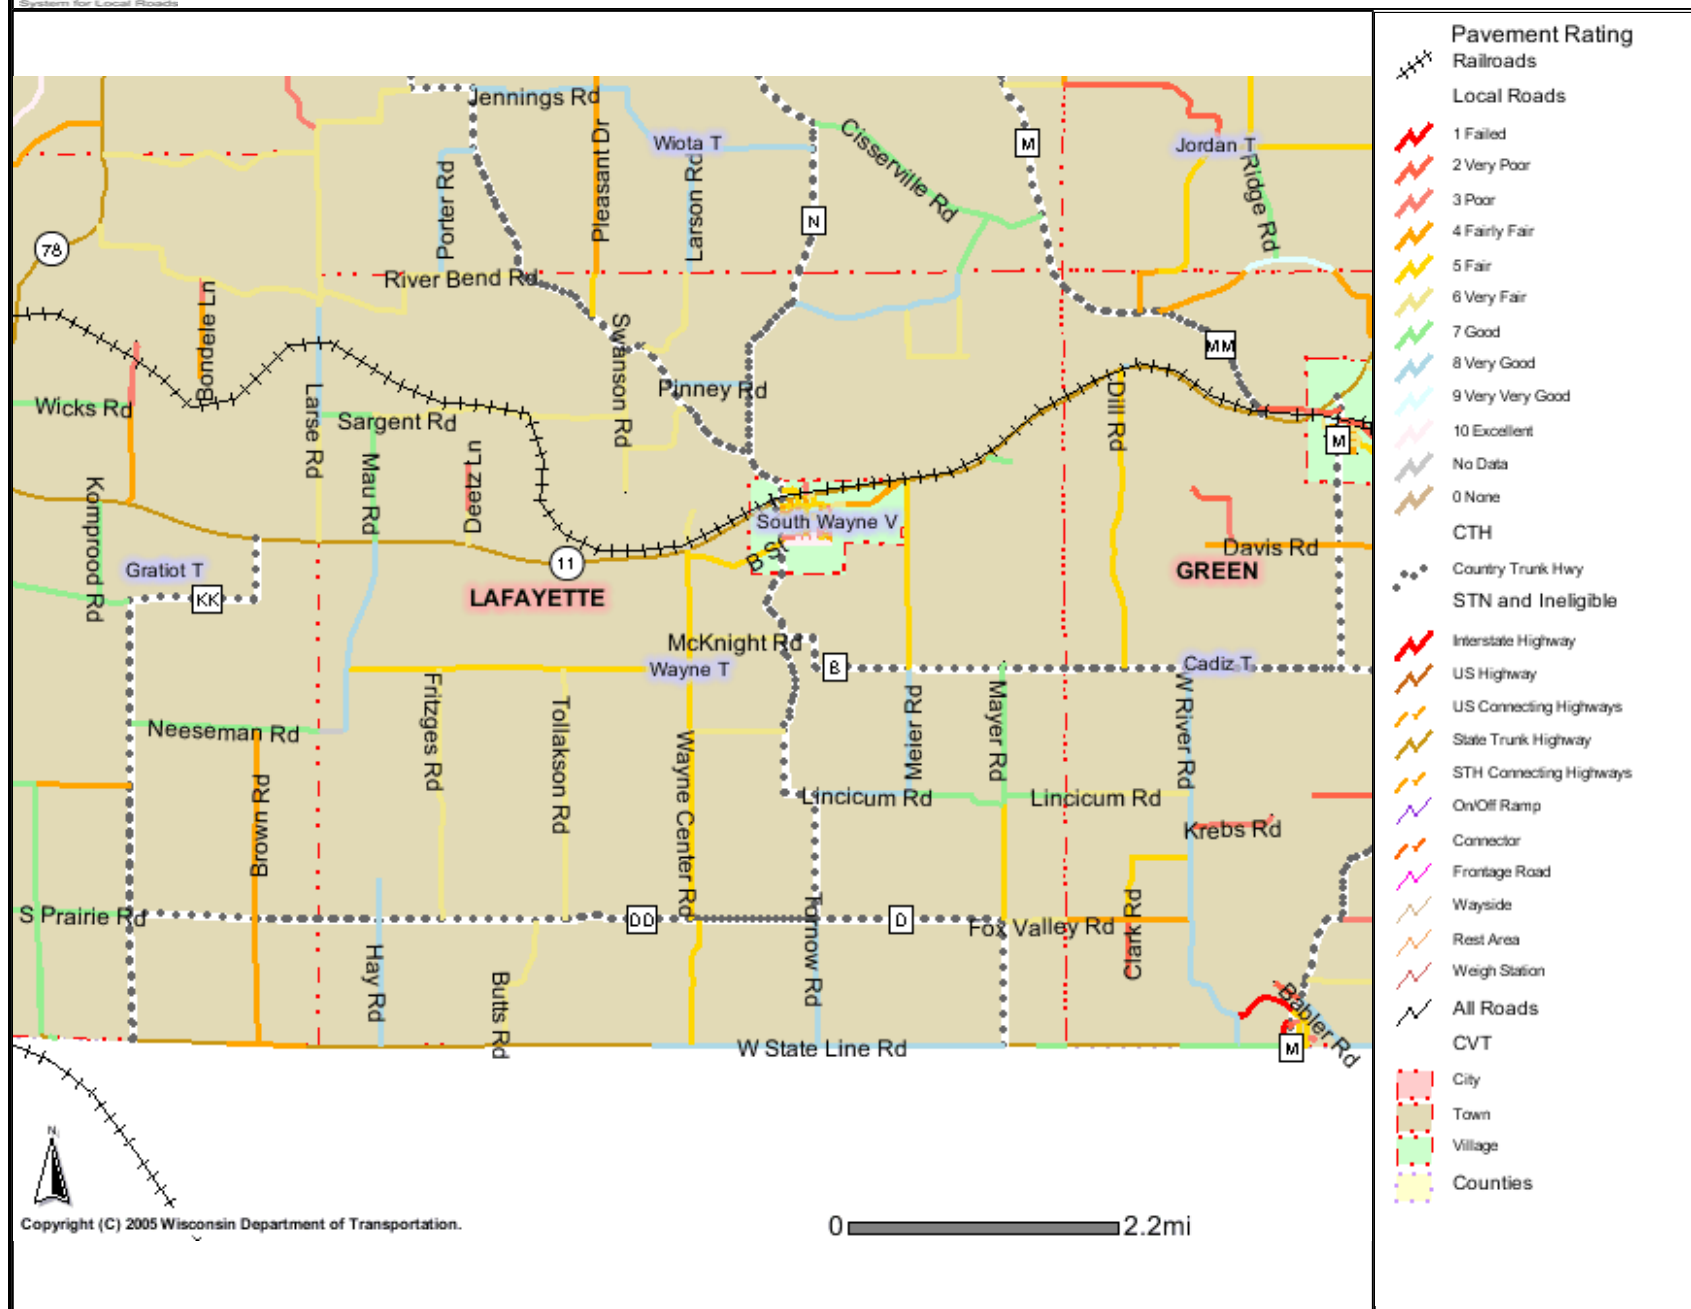 System for Local Roads
Jennings Rd
Wiota T
Cisserville Rd
M
Jordan T
Pleasant Dr
Porter Rd
Larson Rd
N
Ridge Rd
78
River Bend Rd
Bondele Ln
Swanson Rd
MM
Pinney Rd
Wicks Rd
Larse Rd
Sargent Rd
Dill Rd
M
Mau Rd
Deetz Ln
Komprood Rd
South Wayne V
B St
Davis Rd
Gratiot T
11
GREEN
KK
LAFAYETTE
McKnight Rd
Wayne T
B
Cadiz T
Fritzges Rd
Tollakson Rd
Meier Rd
Mayer Rd
W River Rd
Neeseman Rd
Wayne Center Rd
Brown Rd
Lincicum Rd
Lincicum Rd
Krebs Rd
S Prairie Rd
DD
D
Fox Valley Rd
Clark Rd
Tornow Rd
Hay Rd
Butts Rd
Babler Rd
W State Line Rd
M
N
Copyright (C) 2005 Wisconsin Department of Transportation.
0 2.2mi
Pavement Rating
Railroads
Local Roads
1 Failed
2 Very Poor
3 Poor
4 Fairly Fair
5 Fair
6 Very Fair
7 Good
8 Very Good
9 Very Very Good
10 Excellent
No Data
0 None
CTH
Country Trunk Hwy
STN and Ineligible
Interstate Highway
US Highway
US Connecting Highways
State Trunk Highway
STH Connecting Highways
On/Off Ramp
Connector
Frontage Road
Wayside
Rest Area
Weigh Station
All Roads
CVT
City
Town
Village
Counties